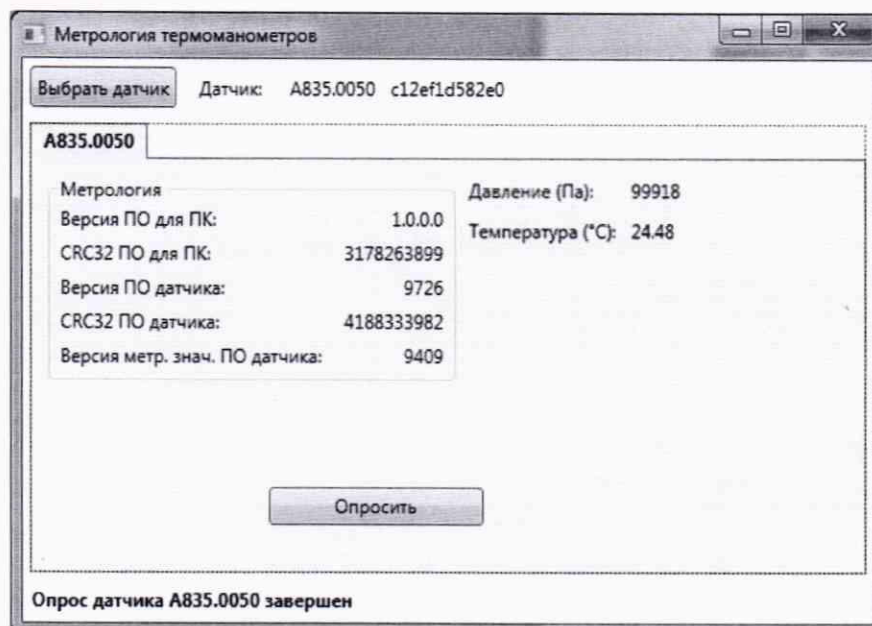 Метрология термоманометров
Выбрать датчик Датчик: A835.0050 c12ef1d582e0
A835.0050
Метрология
Версия ПО для ПК: 1.0.0.0
CRC32 ПО для ПК: 3178263899
Версия ПО датчика: 9726
CRC32 ПО датчика: 4188333982
Версия метр. знач. ПО датчика: 9409
Давление (Па): 99918
Температура (°C): 24.48
Опросить
Опрос датчика A835.0050 завершен